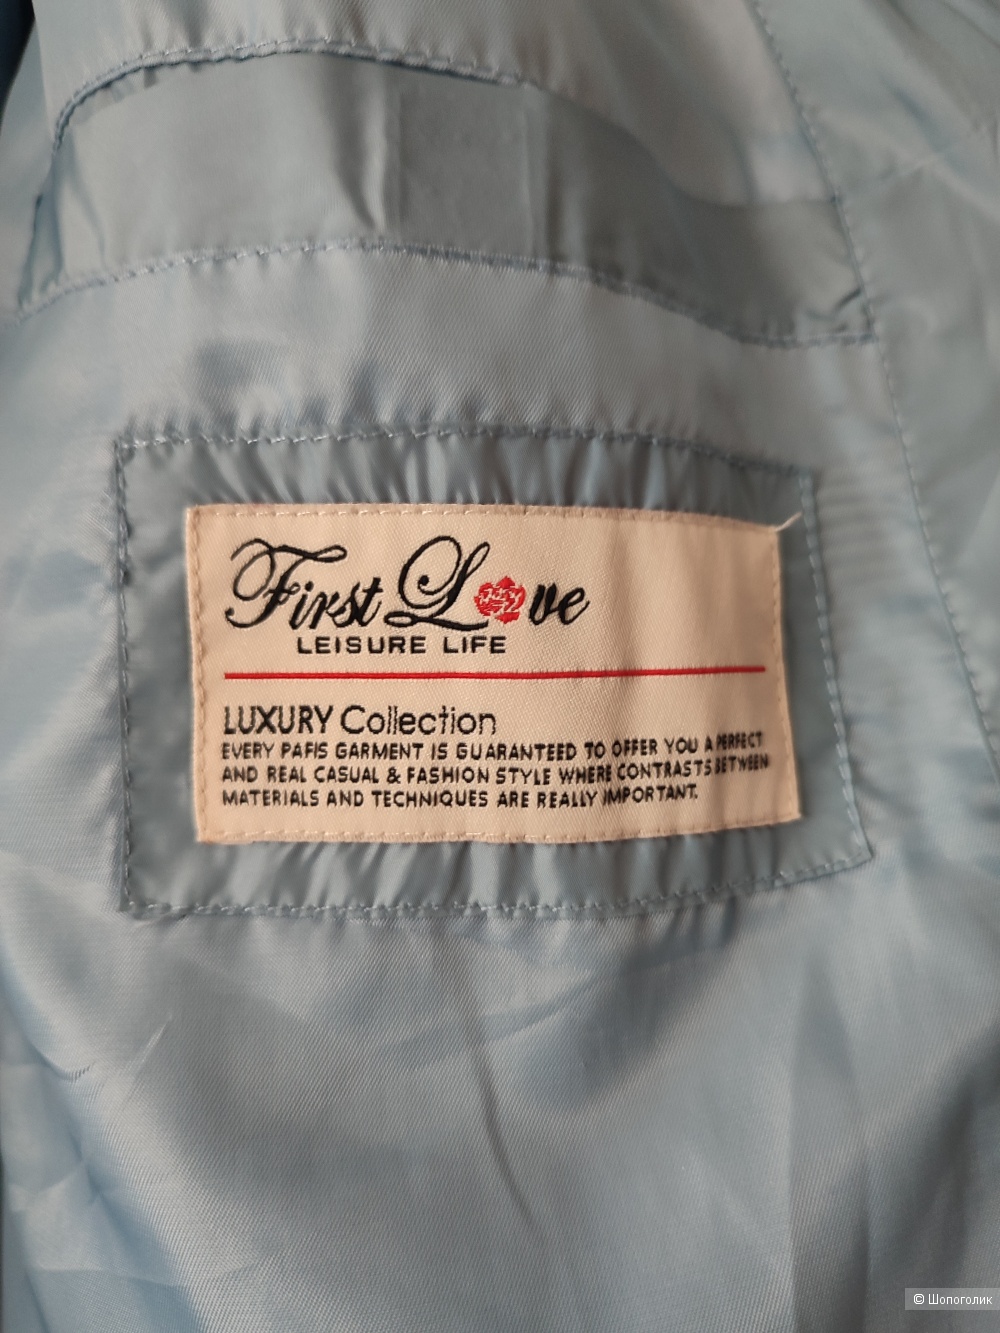 First Love
LEISURE LIFE
LUXURY Collection
EVERY PAFIS GARMENT IS GUARANTEED TO OFFER YOU A PERFECT
AND REAL CASUAL & FASHION STYLE WHERE CONTRASTS BETWEEN
MATERIALS AND TECHNIQUES ARE REALLY IMPORTANT.
© Шопоголик